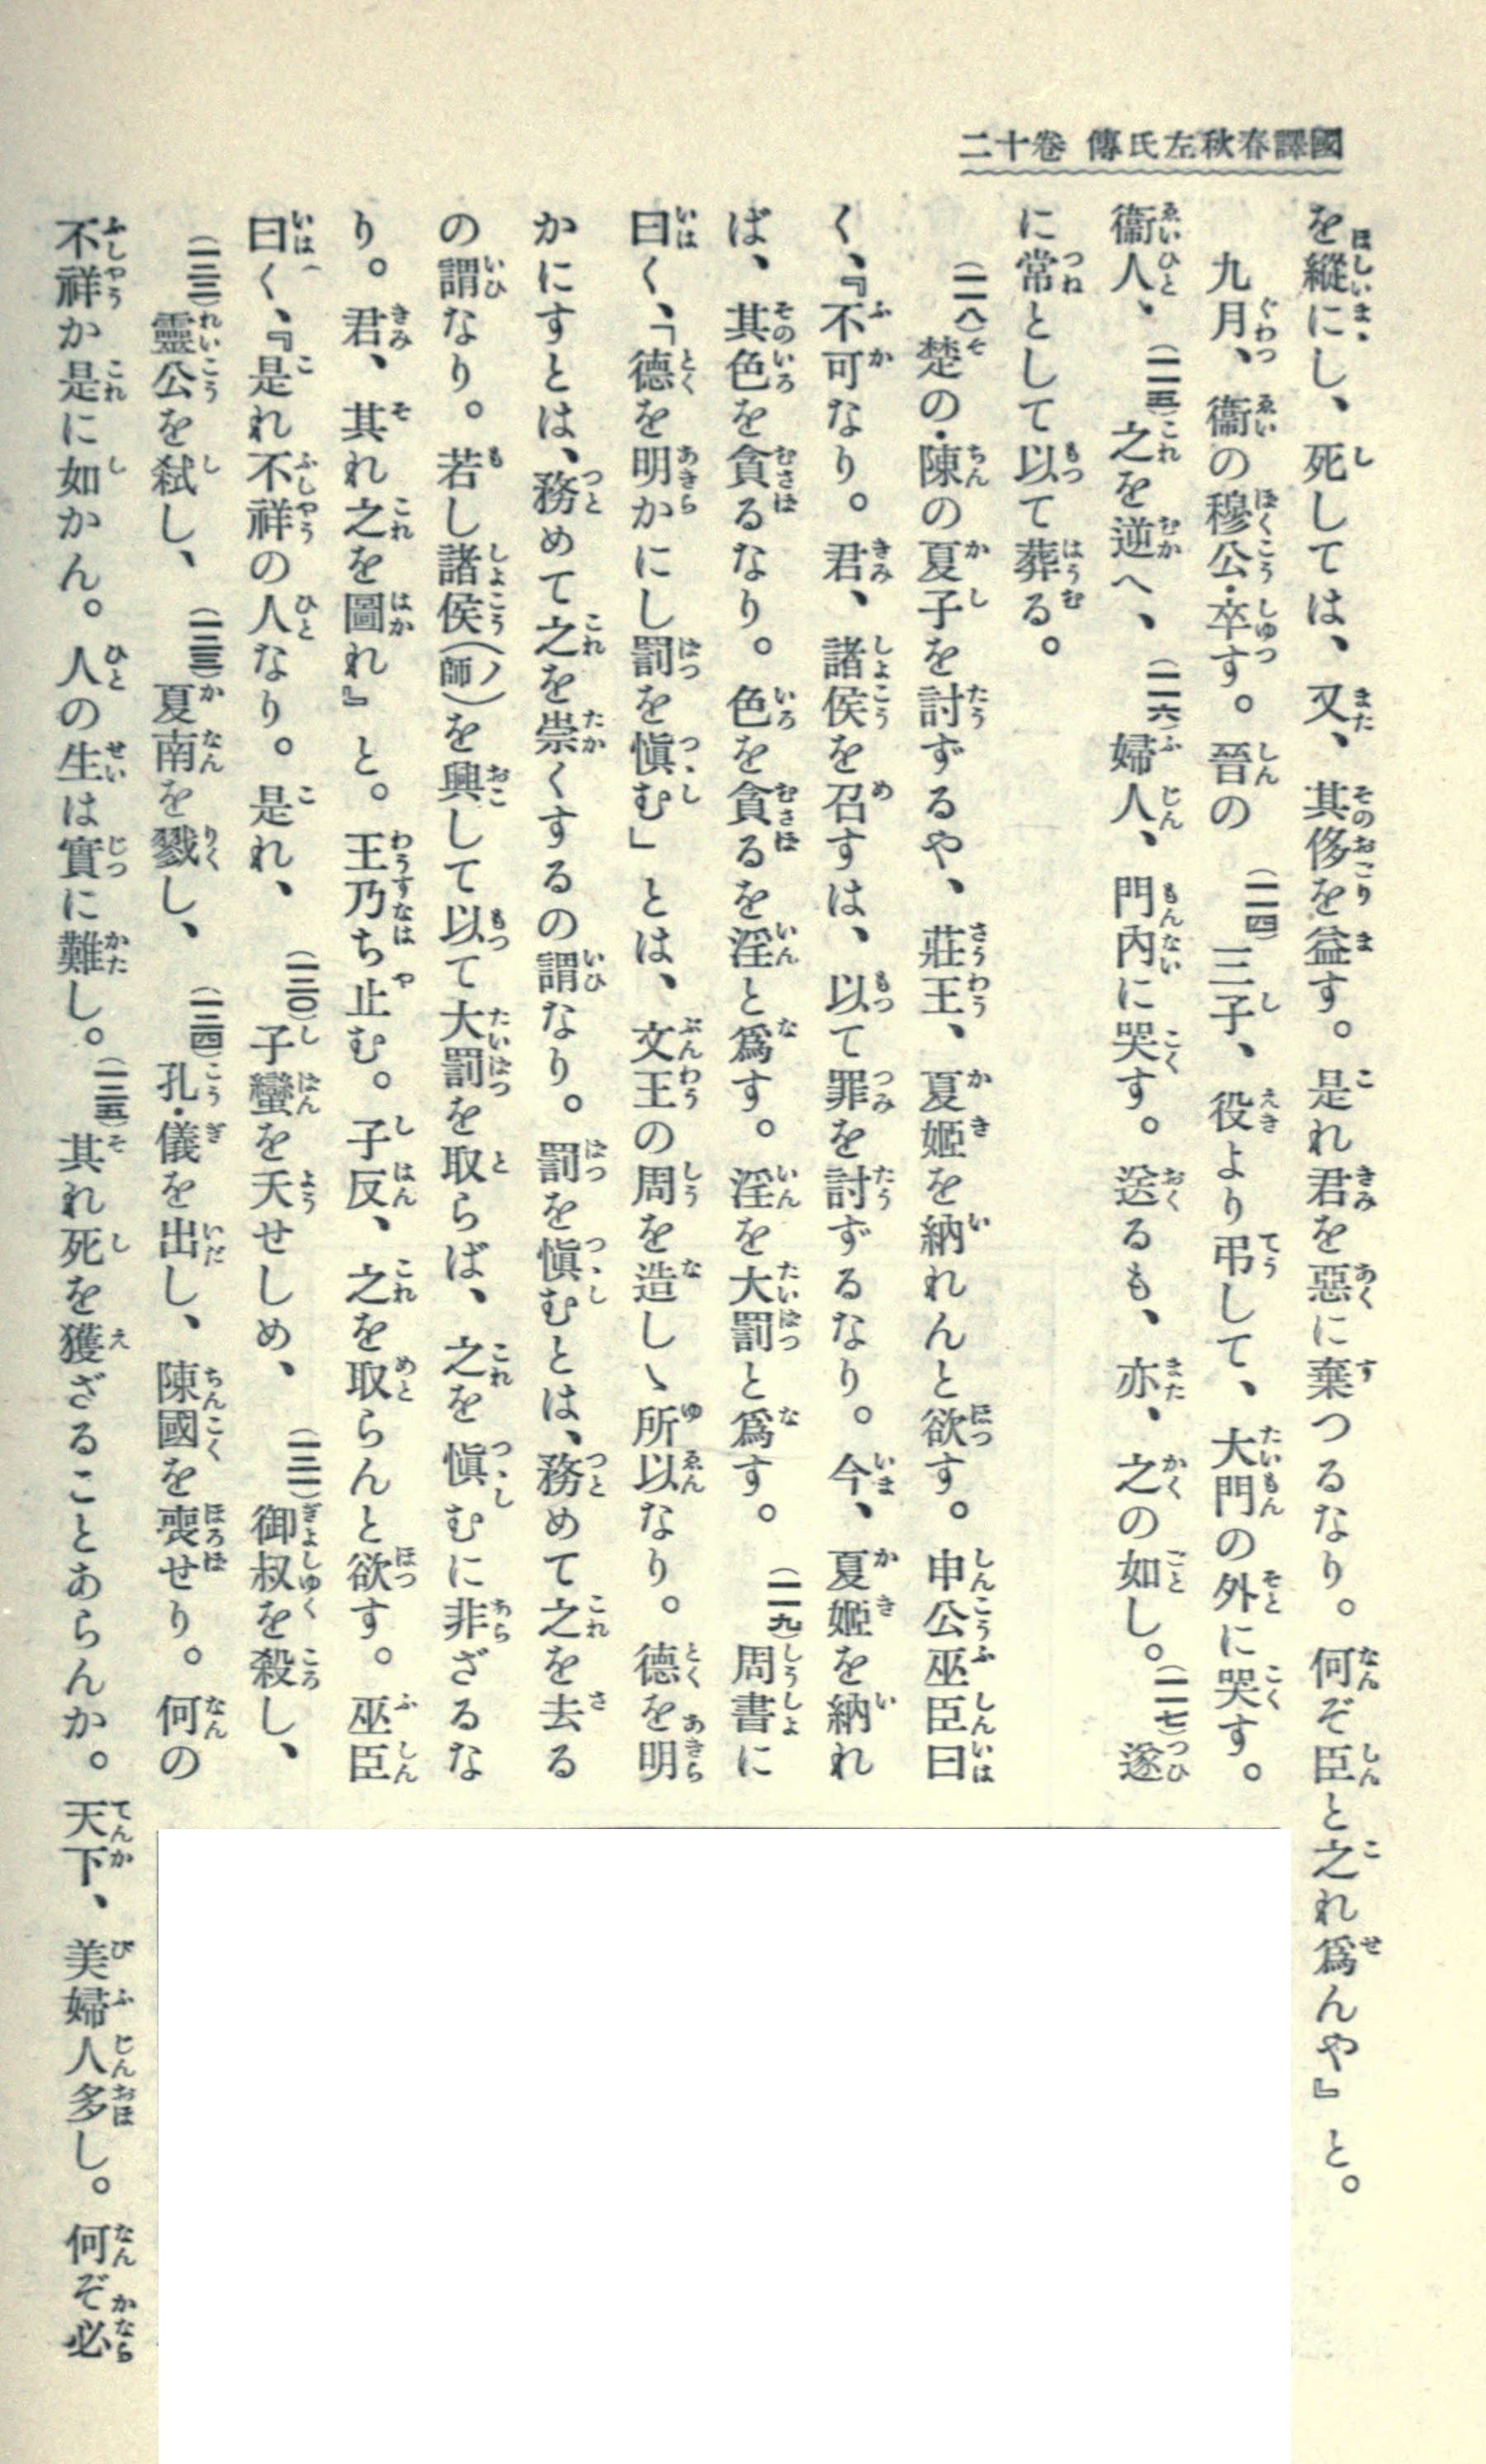 國譯春秋左氏傳 卷十二
を縱にし、死しては、又、其侈を益す。是れ君を惡に棄つるなり。何ぞ臣と之れ爲んや』と。
九月、衞の穆公・卒す。晉の(一一四)三子、役より弔して、大門の外に哭す。
衞人、(一一五)之を逆へ、(一一六)婦人、門內に哭す。送るも、亦、之の如し。(一一七)遂
に常として以て葬る。
(一一八)楚の・陳の夏子を討ずるや、莊王、夏姬を納れんと欲す。申公巫臣曰
く、『不可なり。君、諸侯を召すは、以て罪を討ずるなり。今、夏姬を納れ
ば、其色を貪るなり。色を貪るを淫と爲す。淫を大罰と爲す。(一一九)周書に
曰く、「德を明かにし罰を愼む」とは、文王の周を造しゝ所以なり。德を明
かにすとは、務めて之を崇くするの謂なり。罰を愼むとは、務めて之を去る
の謂なり。若し諸侯(ノ師)を興して以て大罰を取らば、之を愼むに非ざるな
り。君、其れ之を圖れ』と。王乃ち止む。子反、之を取らんと欲す。巫臣
曰く、『是れ不祥の人なり。是れ、(一二〇)子蠻を夭せしめ、(一二一)御叔を殺し、
(一二二)靈公を弑し、(一二三)夏南を戮し、(一二四)孔・儀を出し、陳國を喪せり。何の
不祥か是に如かん。人の生は實に難し。(一二五)其れ死を獲ざることあらんか。天下、美婦人多し。何ぞ必